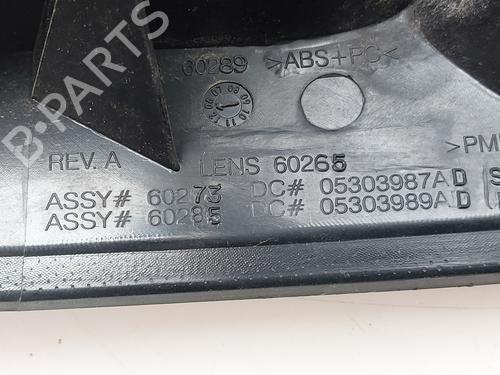 60289 >ABS+PC<
REV. A LENS 60265
>PM
ASSY# 60273 DC# 05303987AD
ASSY# 60285 DC# 05303989AD
B-PARTS